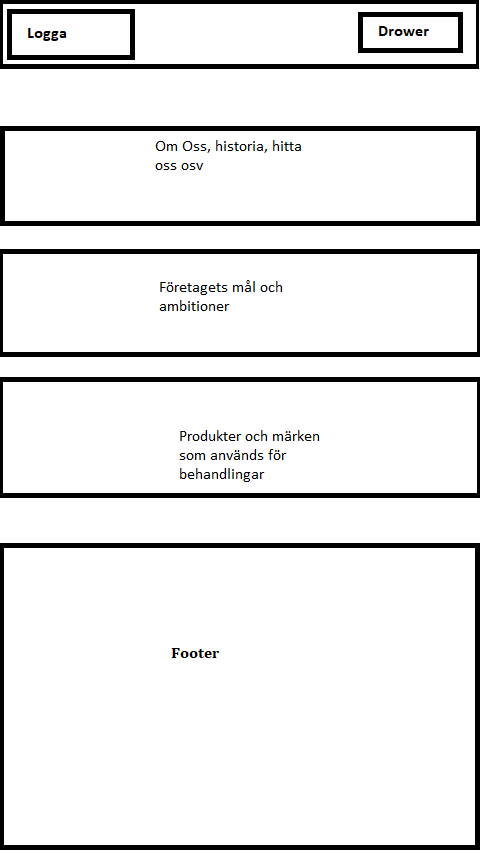 Logga
Drower
Om Oss, historia, hitta
oss osv
Företagets mål och
ambitioner
Produkter och märken
som används för
behandlingar
Footer